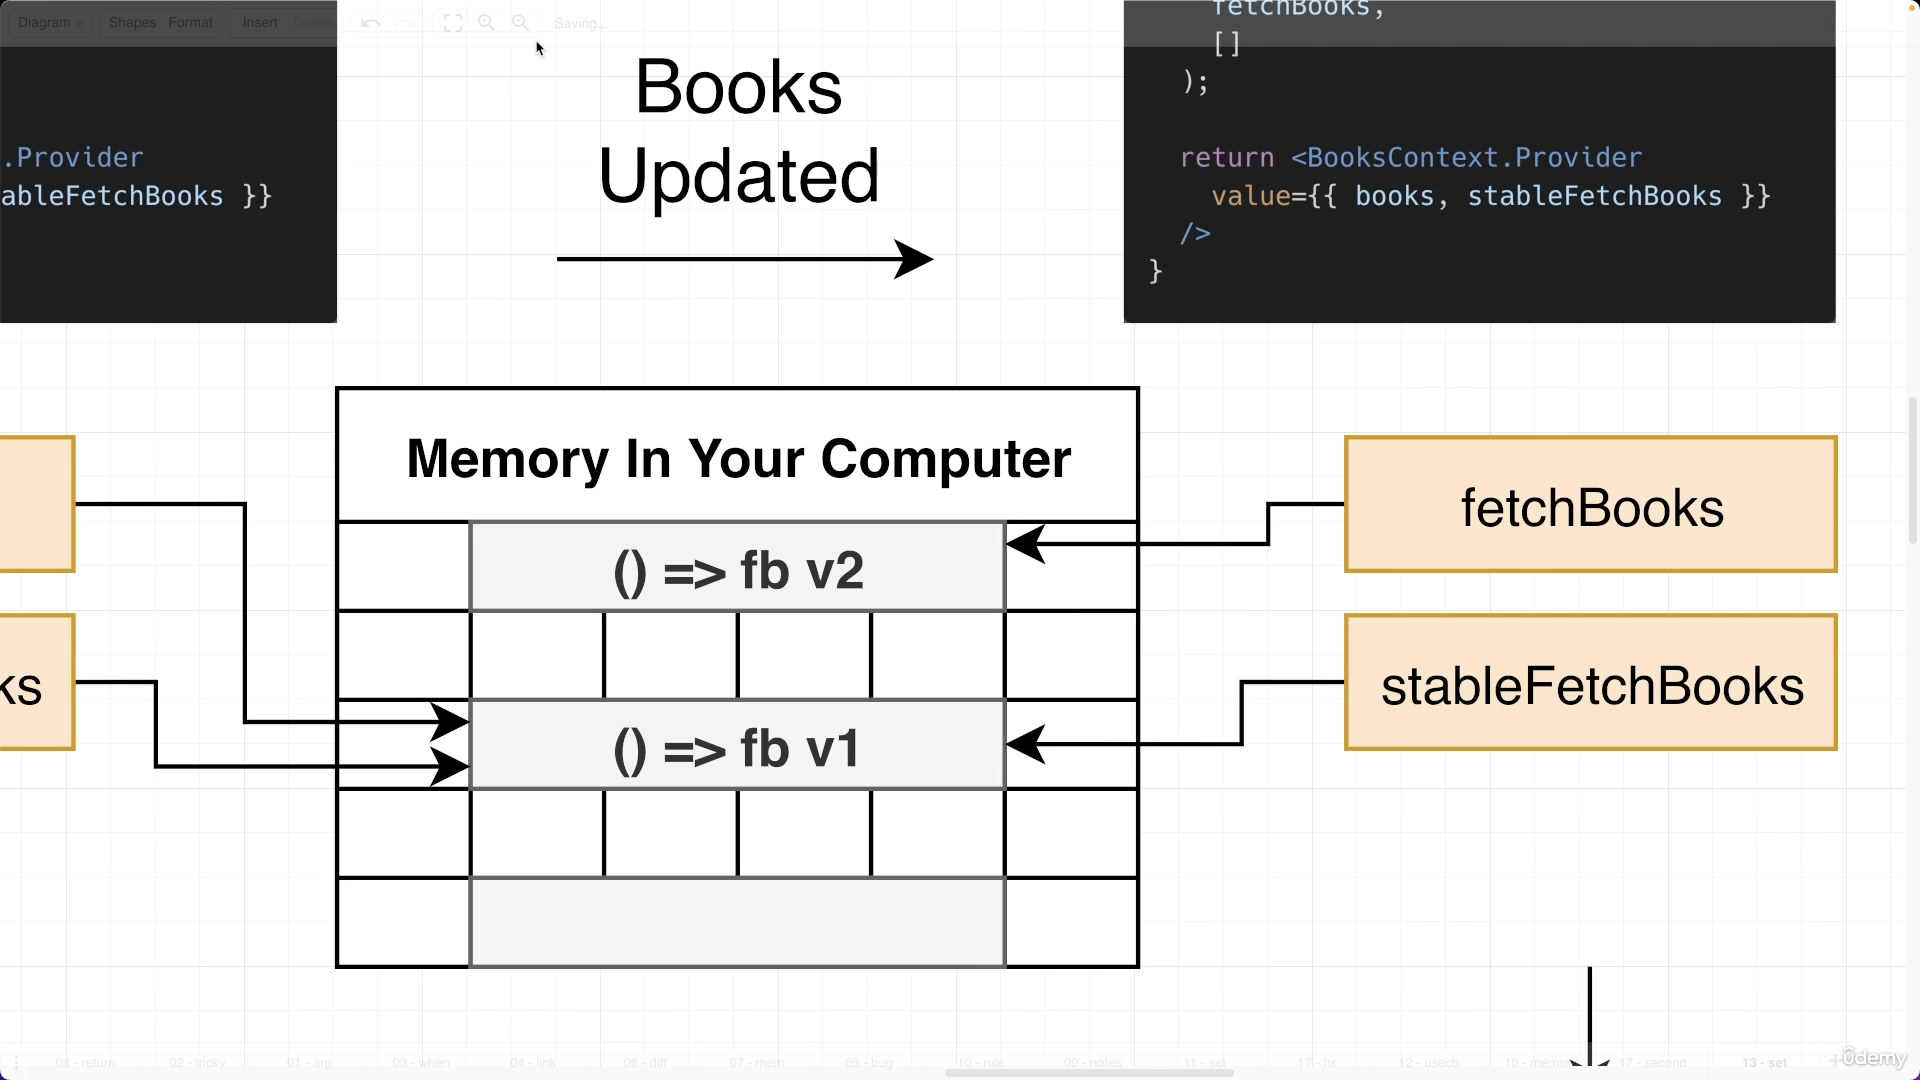 Diagram
Shapes
Format
Insert
Delete
Saving...
Books
Updated
fetchBooks,
[]
);
return <BooksContext.Provider
value={{ books, stableFetchBooks }}
/>
}
.Provider
ableFetchBooks }}
Memory In Your Computer
() => fb v2
() => fb v1
ks
fetchBooks
stableFetchBooks
08 - return
02 - tricky
01 - arg
03 - when
04 - link
06 - diff
07 - mem
05 - bug
10 - rule
09 - notes
11 - set
17 - fix
12 - usecb
16 - memo
17 - second
13 - set
ûdemy